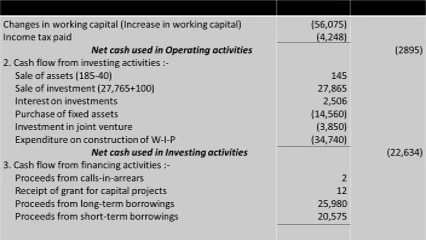 Changes in working capital (Increase in working capital) (56,075)
Income tax paid (4,248)
Net cash used in Operating activities (2895)
2. Cash flow from investing activities :-
Sale of assets (185-40) 145
Sale of investment (27,765+100) 27,865
Interest on investments 2,506
Purchase of fixed assets (14,560)
Investment in joint venture (3,850)
Expenditure on construction of W-I-P (34,740)
Net cash used in Investing activities (22,634)
3. Cash flow from financing activities :-
Proceeds from calls-in-arrears 2
Receipt of grant for capital projects 12
Proceeds from long-term borrowings 25,980
Proceeds from short-term borrowings 20,575